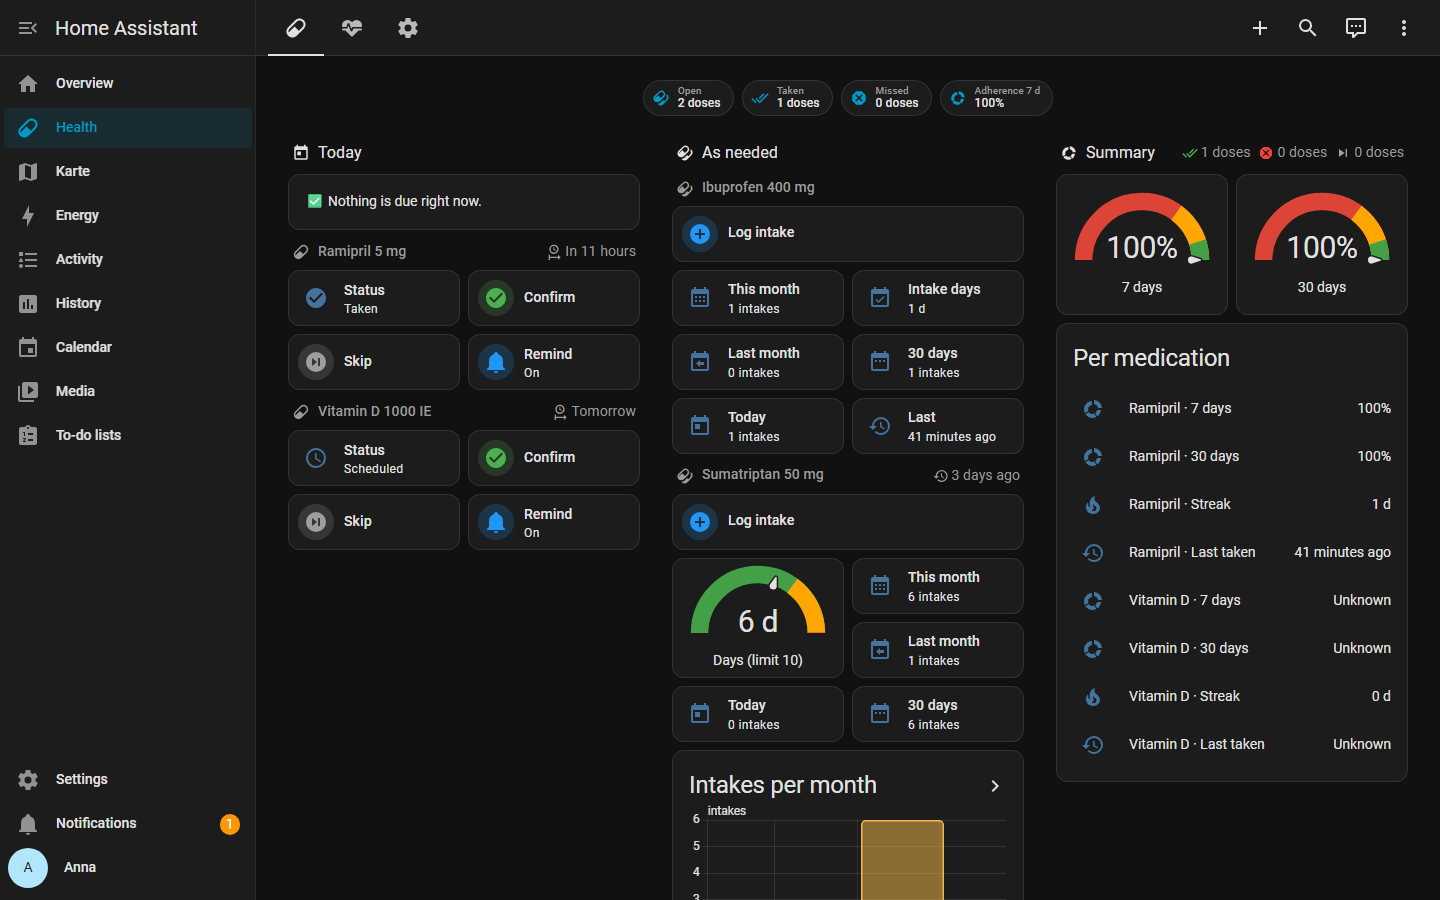 Home Assistant
Overview
Health
Karte
Energy
Activity
History
Calendar
Media
To-do lists
Settings
Notifications
1
A
Anna
Open
2 doses
Taken
1 doses
Missed
0 doses
Adherence 7 d
100%
Today
Nothing is due right now.
Ramipril 5 mg
In 11 hours
Status
Taken
Confirm
Skip
Remind
On
Vitamin D 1000 IE
Tomorrow
Status
Scheduled
Confirm
Skip
Remind
On
As needed
Ibuprofen 400 mg
Log intake
This month
1 intakes
Intake days
1 d
Last month
0 intakes
30 days
1 intakes
Today
1 intakes
Last
41 minutes ago
Sumatriptan 50 mg
3 days ago
Log intake
6 d
Days (limit 10)
This month
6 intakes
Last month
1 intakes
Today
0 intakes
30 days
6 intakes
Intakes per month
intakes
6
5
4
3
Summary
1 doses
0 doses
0 doses
100%
7 days
100%
30 days
Per medication
Ramipril · 7 days
100%
Ramipril · 30 days
100%
Ramipril · Streak
1 d
Ramipril · Last taken
41 minutes ago
Vitamin D · 7 days
Unknown
Vitamin D · 30 days
Unknown
Vitamin D · Streak
0 d
Vitamin D · Last taken
Unknown